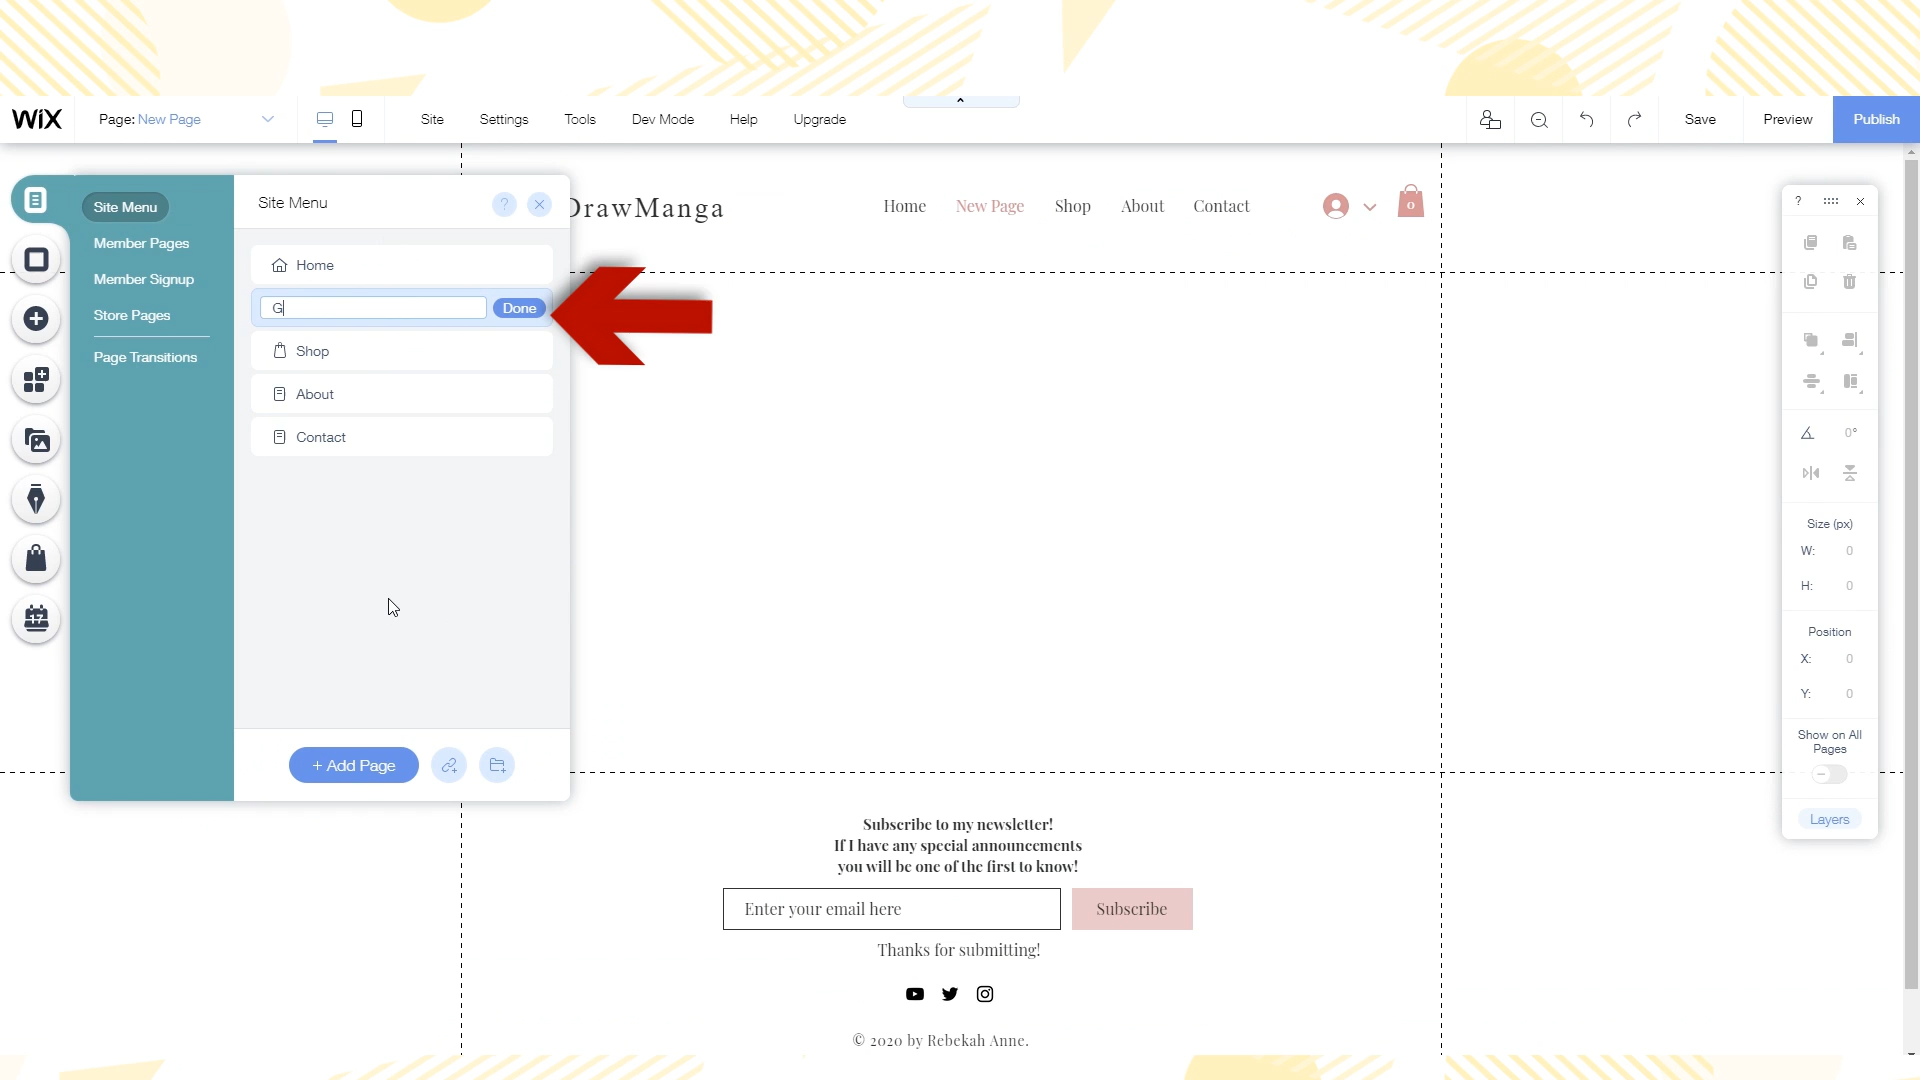 WiX
Page: New Page
Site
Settings
Tools
Dev Mode
Help
Upgrade
Save
Preview
Publish
Site Menu
Member Pages
Member Signup
Store Pages
Page Transitions
Site Menu
?
Home
G
Done
Shop
About
Contact
+ Add Page
DrawManga
Home
New Page
Shop
About
Contact
0
17
Subscribe to my newsletter!
If I have any special announcements
you will be one of the first to know!
Enter your email here
Subscribe
Thanks for submitting!
© 2020 by Rebekah Anne.
?
0°
Size (px)
W: 0
H: 0
Position
X: 0
Y: 0
Show on All
Pages
Layers